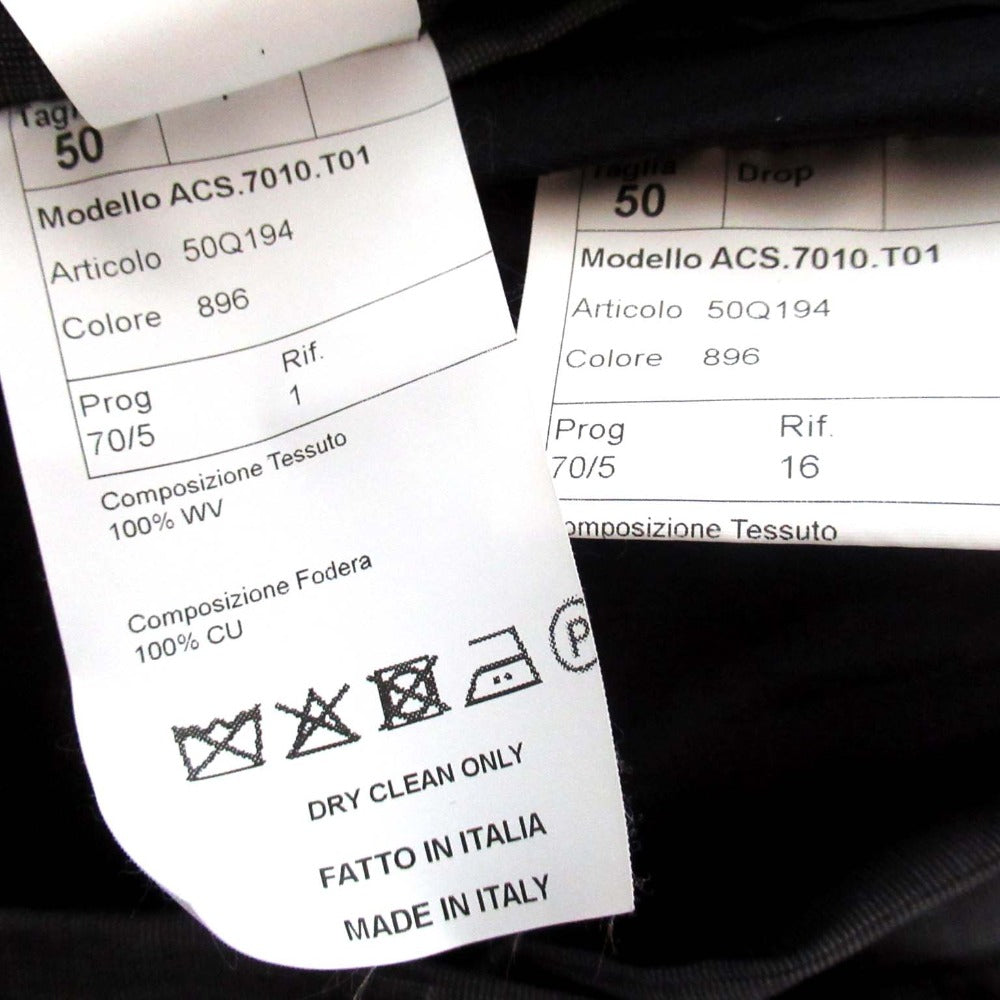 50
Modello ACS.7010.T01
Articolo 50Q194
Colore 896
Prog Rif.
70/5 1
Composizione Tessuto
100% WV
Composizione Fodera
100% CU
P
DRY CLEAN ONLY
FATTO IN ITALIA
MADE IN ITALY
Taglia Drop
50
Modello ACS.7010.T01
Articolo 50Q194
Colore 896
Prog Rif.
70/5 16
omposizione Tessuto